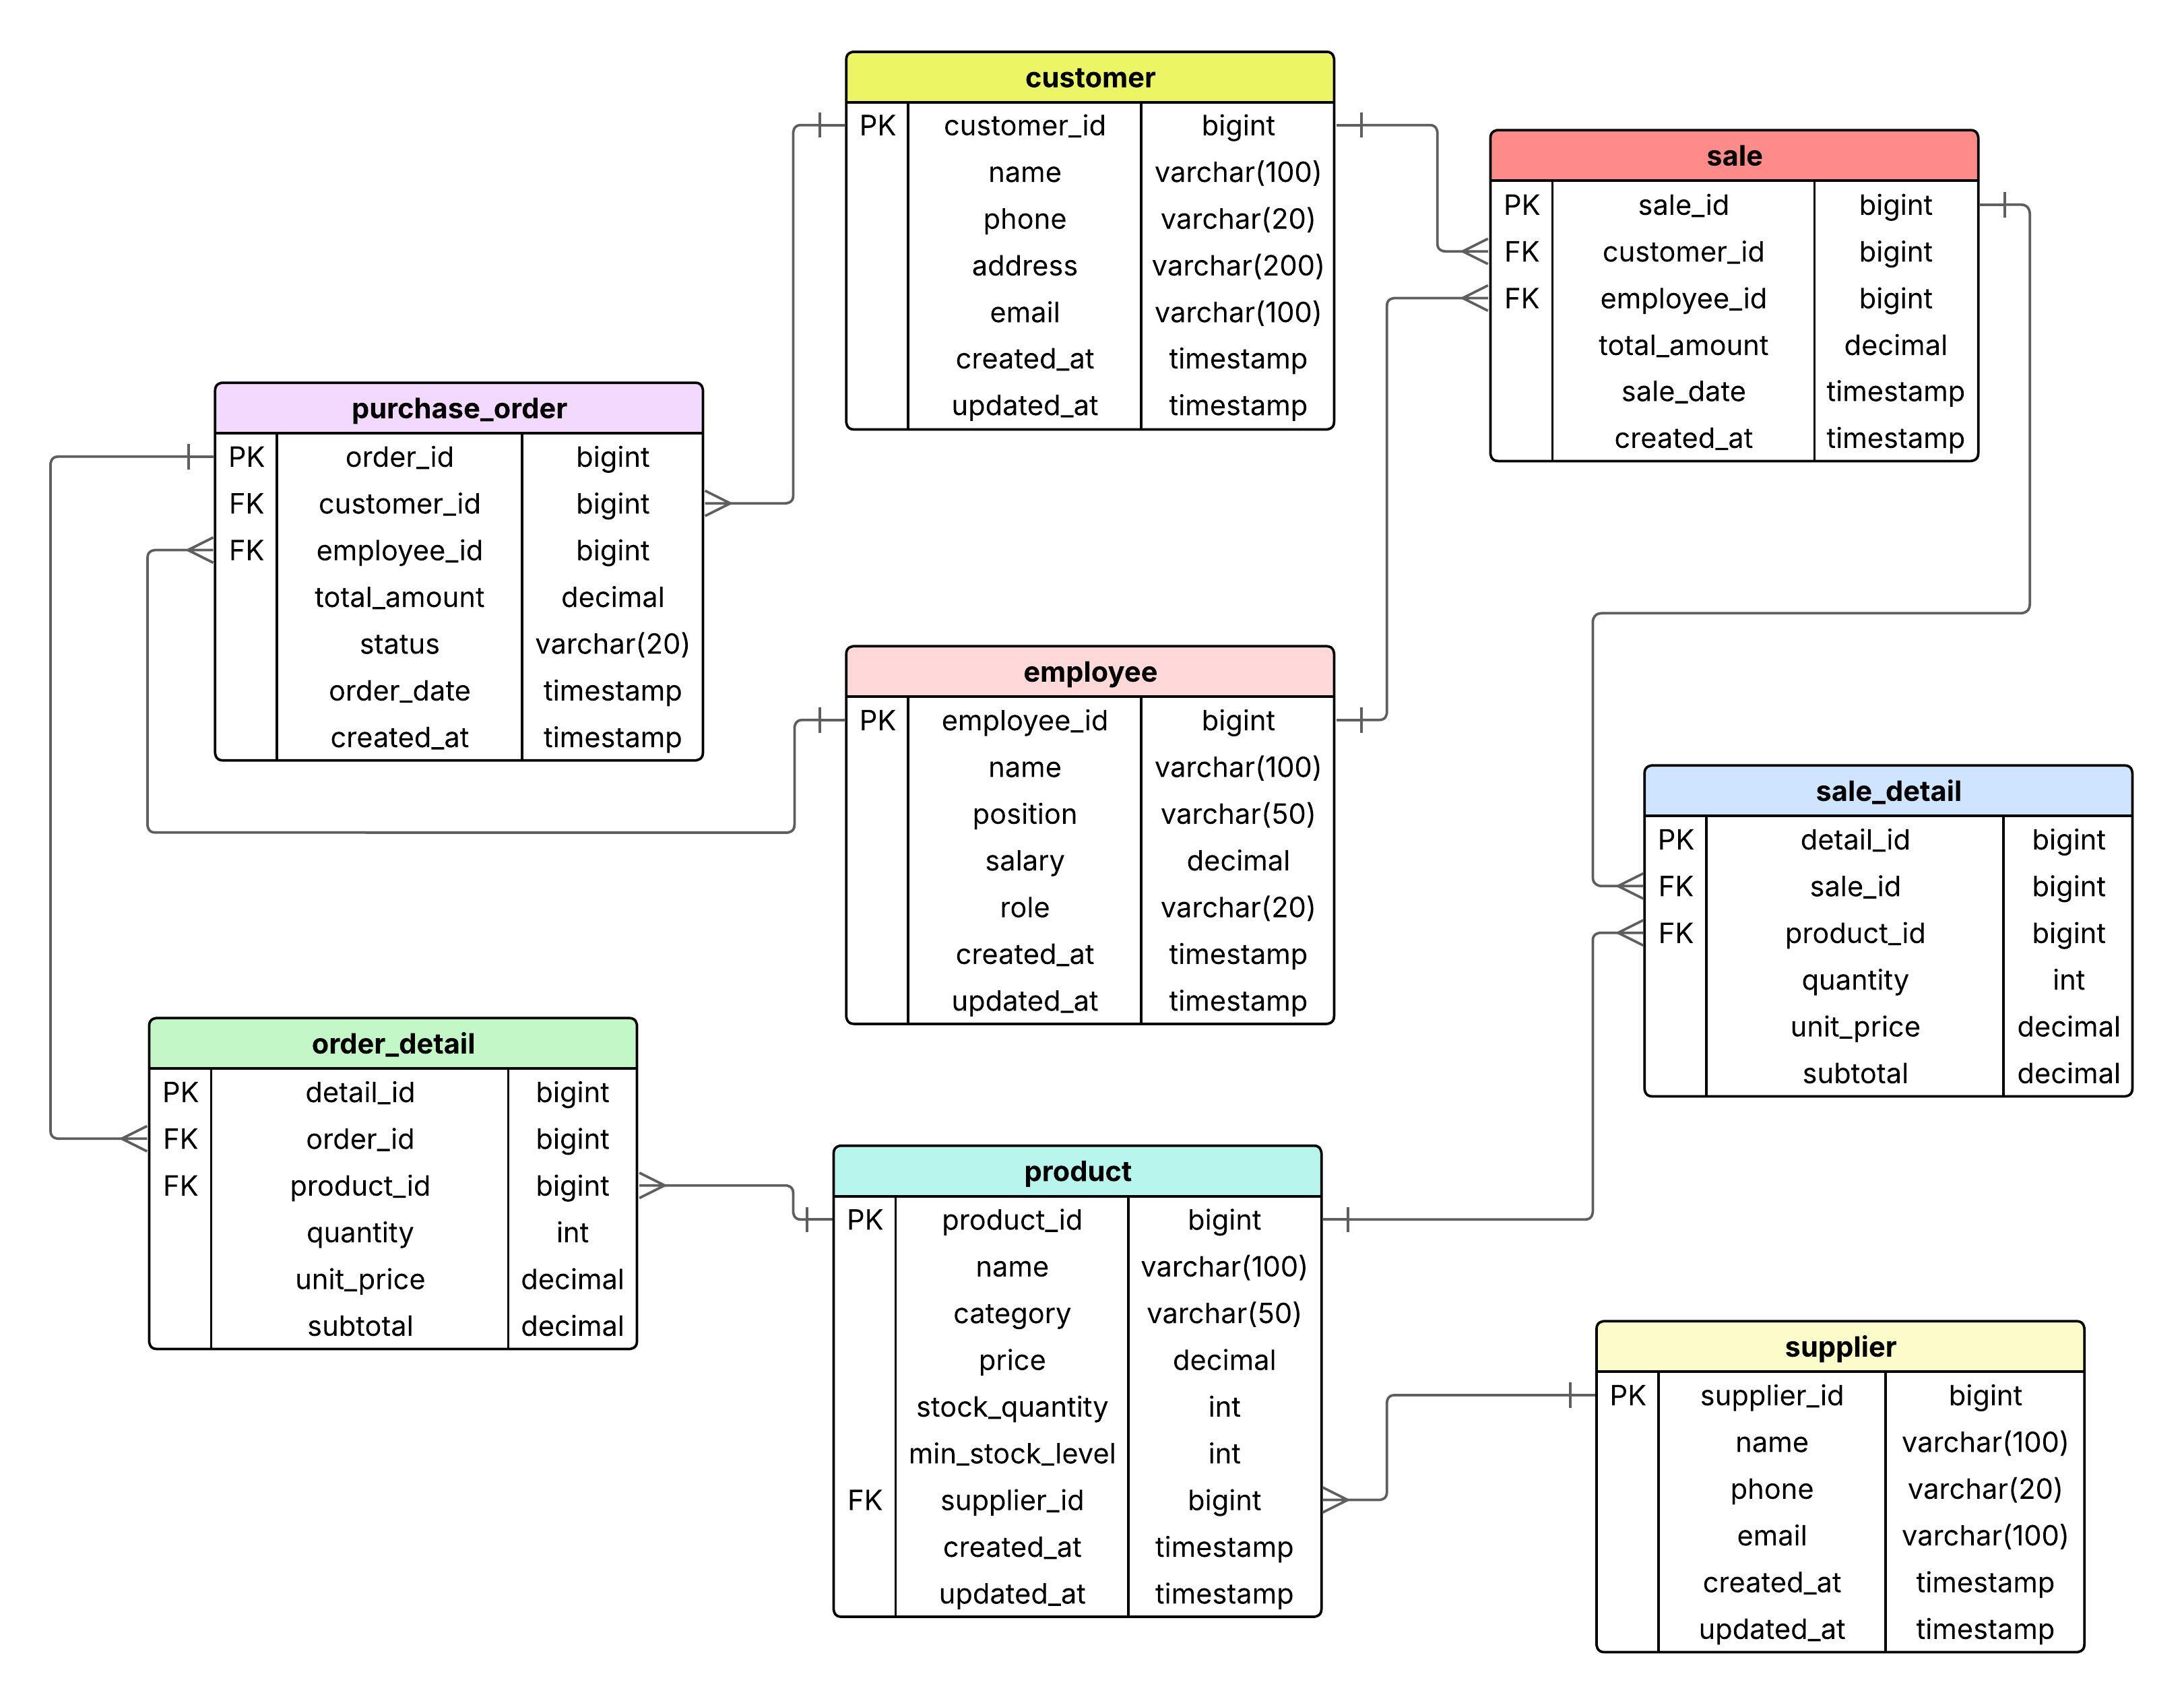 customer
PK customer_id bigint
name varchar(100)
phone varchar(20)
address varchar(200)
email varchar(100)
created_at timestamp
updated_at timestamp
sale
PK sale_id bigint
FK customer_id bigint
FK employee_id bigint
total_amount decimal
sale_date timestamp
created_at timestamp
purchase_order
PK order_id bigint
FK customer_id bigint
FK employee_id bigint
total_amount decimal
status varchar(20)
order_date timestamp
created_at timestamp
employee
PK employee_id bigint
name varchar(100)
position varchar(50)
salary decimal
role varchar(20)
created_at timestamp
updated_at timestamp
sale_detail
PK detail_id bigint
FK sale_id bigint
FK product_id bigint
quantity int
unit_price decimal
subtotal decimal
order_detail
PK detail_id bigint
FK order_id bigint
FK product_id bigint
quantity int
unit_price decimal
subtotal decimal
product
PK product_id bigint
name varchar(100)
category varchar(50)
price decimal
stock_quantity int
min_stock_level int
FK supplier_id bigint
created_at timestamp
updated_at timestamp
supplier
PK supplier_id bigint
name varchar(100)
phone varchar(20)
email varchar(100)
created_at timestamp
updated_at timestamp